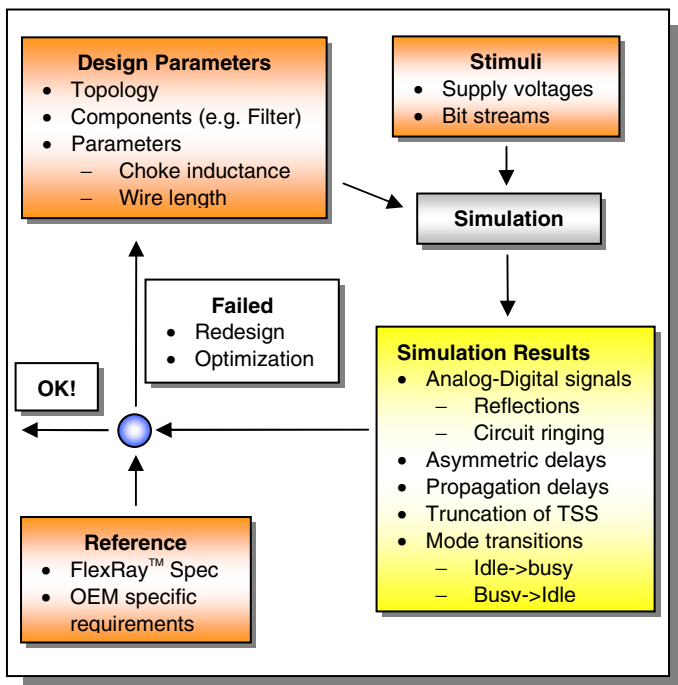 Design Parameters
• Topology
• Components (e.g. Filter)
• Parameters
– Choke inductance
– Wire length
Stimuli
• Supply voltages
• Bit streams
Simulation
Failed
• Redesign
• Optimization
OK!
Simulation Results
• Analog-Digital signals
– Reflections
– Circuit ringing
• Asymmetric delays
• Propagation delays
• Truncation of TSS
• Mode transitions
– Idle->busy
– Busy->Idle
Reference
• FlexRay™ Spec
• OEM specific
requirements